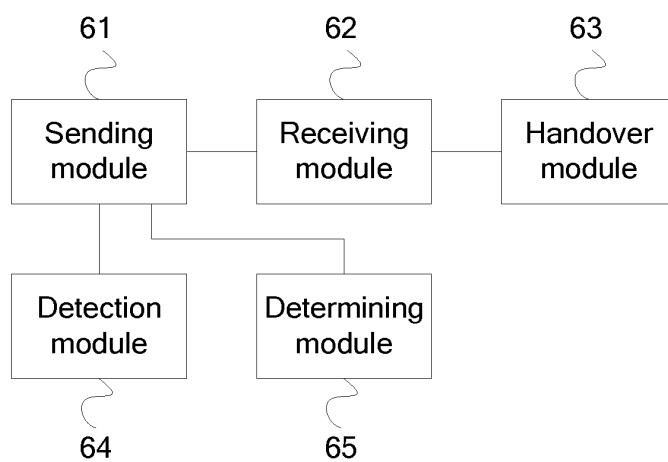 61
62
63
Sending
module
Receiving
module
Handover
module
Detection
module
Determining
module
64
65